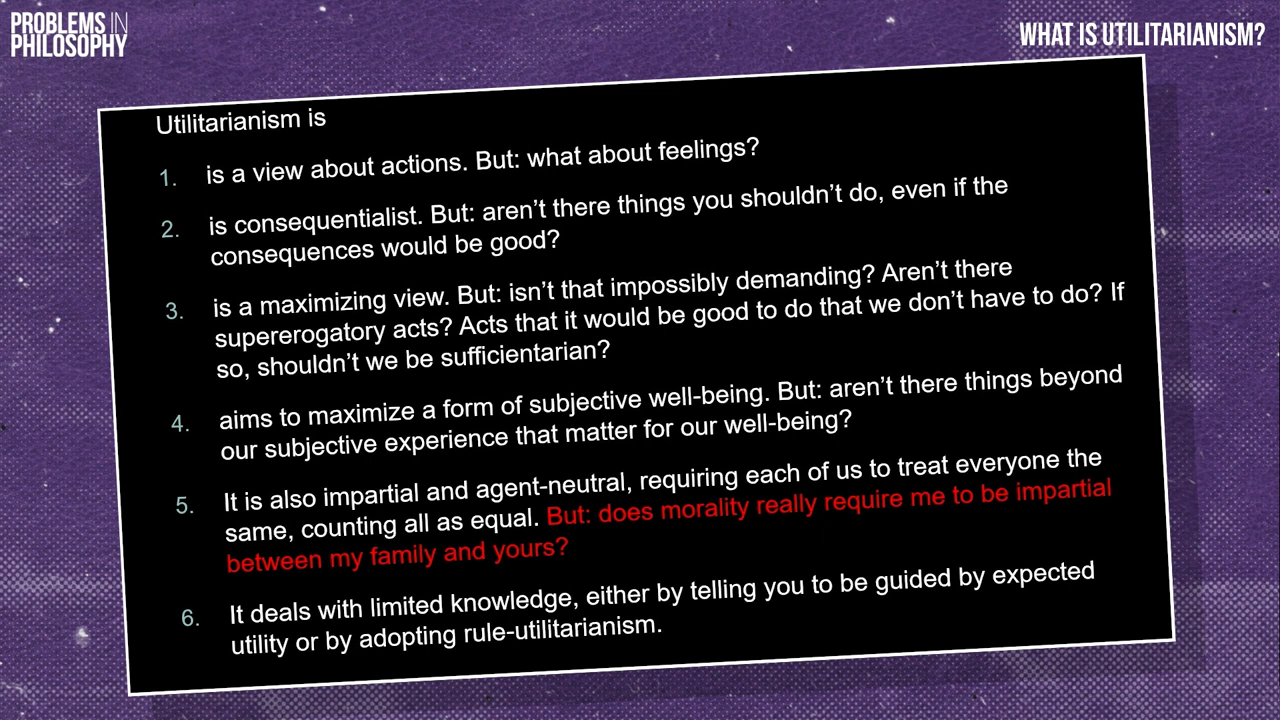 PROBLEMS IN
PHILOSOPHY
WHAT IS UTILITARIANISM?
Utilitarianism is
1. is a view about actions. But: what about feelings?
2. is consequentialist. But: aren’t there things you shouldn’t do, even if the
consequences would be good?
3. is a maximizing view. But: isn’t that impossibly demanding? Aren’t there
supererogatory acts? Acts that it would be good to do that we don’t have to do? If
so, shouldn’t we be sufficientarian?
4. aims to maximize a form of subjective well-being. But: aren’t there things beyond
our subjective experience that matter for our well-being?
5. It is also impartial and agent-neutral, requiring each of us to treat everyone the
same, counting all as equal. But: does morality really require me to be impartial
between my family and yours?
6. It deals with limited knowledge, either by telling you to be guided by expected
utility or by adopting rule-utilitarianism.